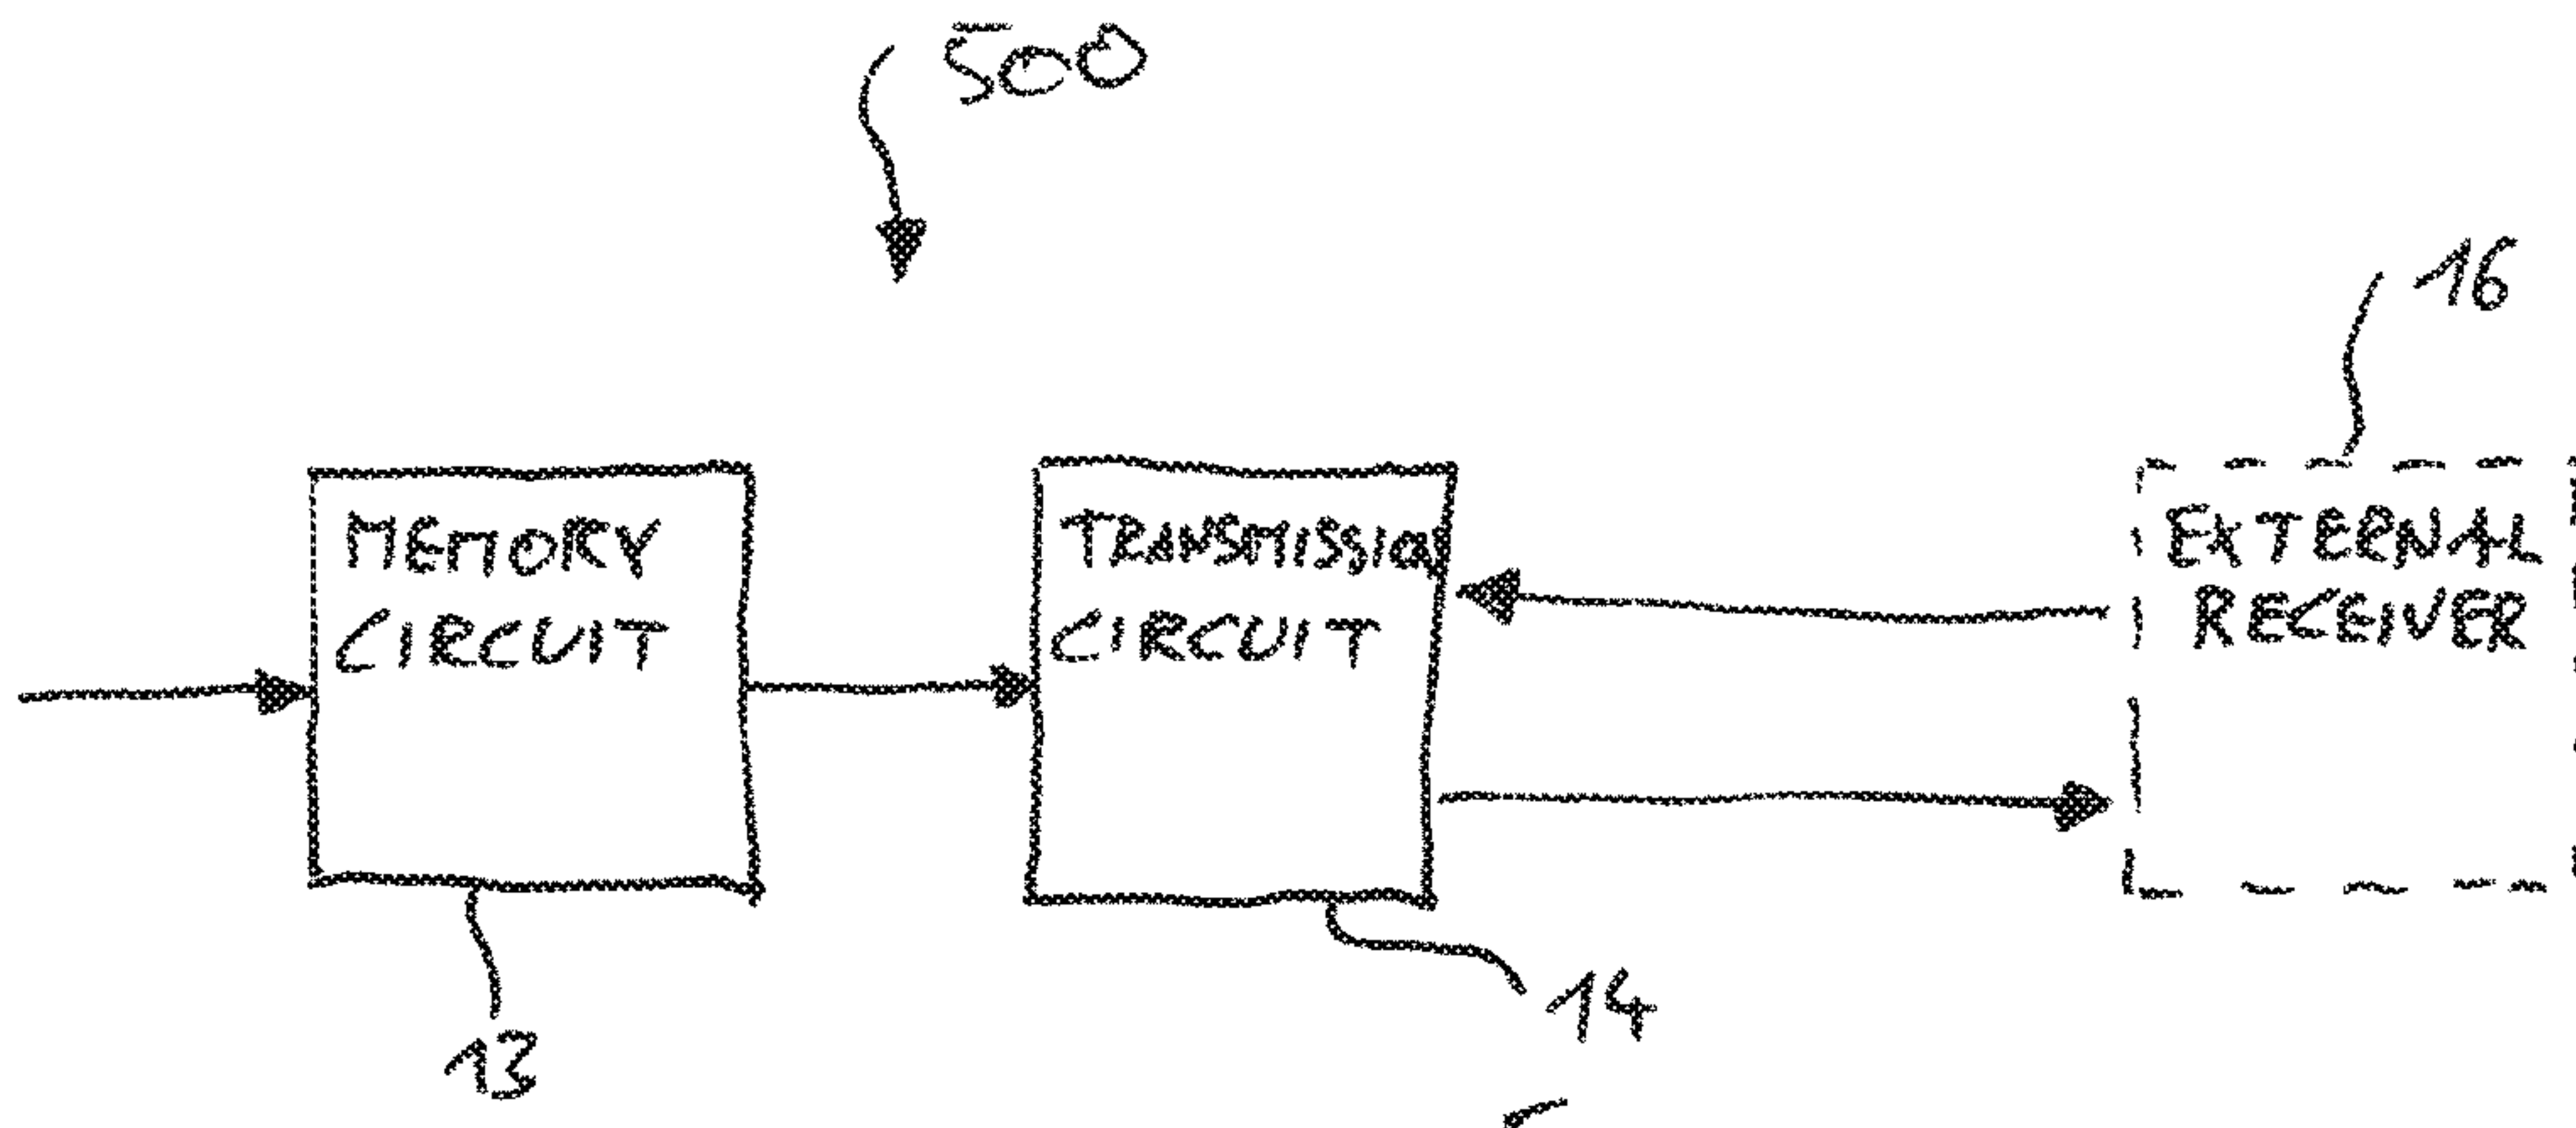 500
16
MEMORY
CIRCUIT
TRANSMISSION
CIRCUIT
EXTERNAL
RECEIVER
14
13